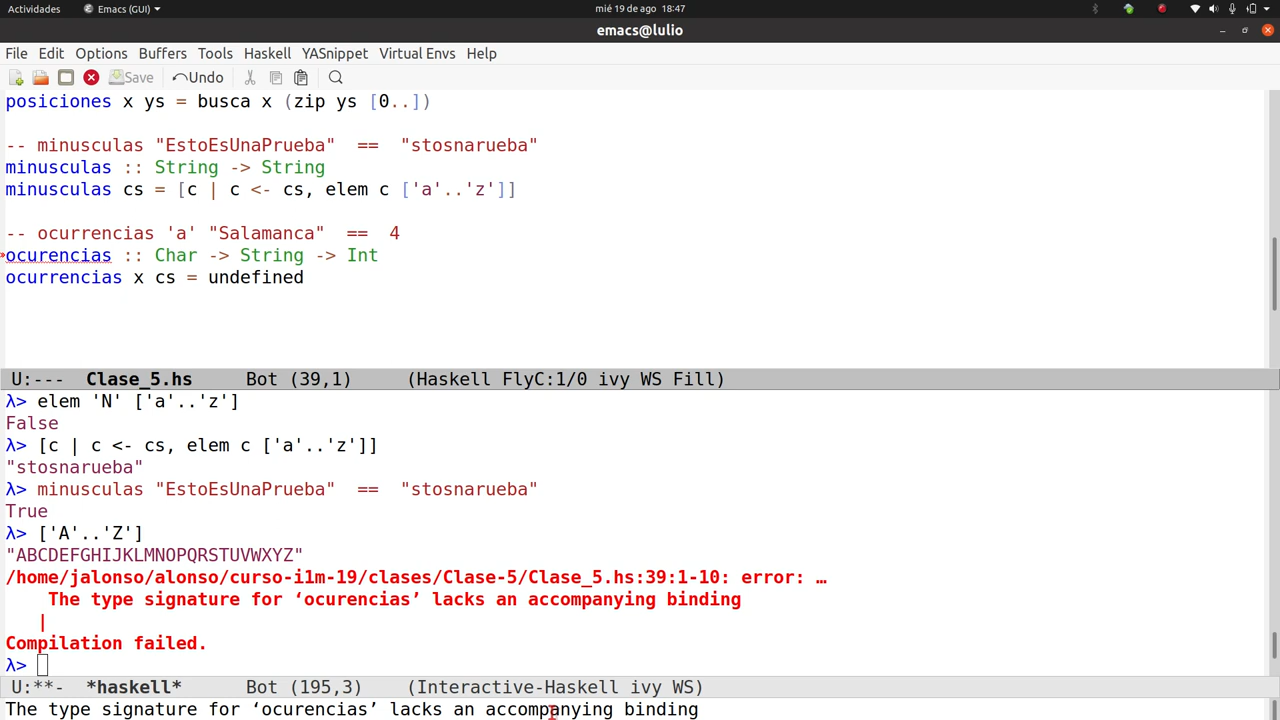 Actividades Emacs (GUI) mié 19 de ago 18:47
emacs@lulio
File Edit Options Buffers Tools Haskell YASnippet Virtual Envs Help
Save Undo
posiciones x ys = busca x (zip ys [0..])
-- minusculas "EstoEsUnaPrueba" == "stosnarueba"
minusculas :: String -> String
minusculas cs = [c | c <- cs, elem c ['a'..'z']]
-- ocurrencias 'a' "Salamanca" == 4
ocurencias :: Char -> String -> Int
ocurrencias x cs = undefined
U:--- Clase_5.hs Bot (39,1) (Haskell FlyC:1/0 ivy WS Fill)
λ> elem 'N' ['a'..'z']
False
λ> [c | c <- cs, elem c ['a'..'z']]
"stosnarueba"
λ> minusculas "EstoEsUnaPrueba" == "stosnarueba"
True
λ> ['A'..'Z']
"ABCDEFGHIJKLMNOPQRSTUVWXYZ"
/home/jalonso/alonso/curso-i1m-19/clases/Clase-5/Clase_5.hs:39:1-10: error: …
The type signature for ‘ocurencias’ lacks an accompanying binding
|
Compilation failed.
λ>
U:**- *haskell* Bot (195,3) (Interactive-Haskell ivy WS)
The type signature for ‘ocurencias’ lacks an accompanying binding